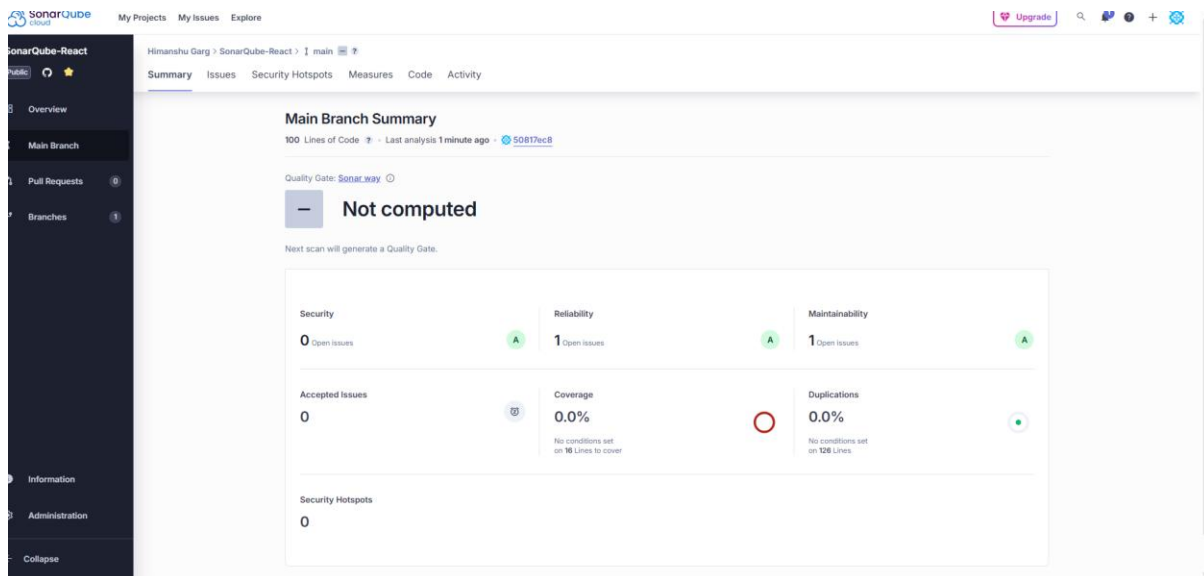 SonarQube
cloud
My Projects My Issues Explore
Upgrade
SonarQube-React
Public
Overview
Main Branch
Pull Requests 0
Branches 1
Information
Administration
Collapse
Himanshu Garg > SonarQube-React > main ?
Summary Issues Security Hotspots Measures Code Activity
Main Branch Summary
100 Lines of Code ? - Last analysis 1 minute ago - 50817ec8
Quality Gate: Sonar way
Not computed
Next scan will generate a Quality Gate.
Security
0 Open issues A
Reliability
1 Open issues A
Maintainability
1 Open issues A
Accepted Issues
0
Coverage
0.0%
No conditions set
on 16 Lines to cover
Duplications
0.0%
No conditions set
on 126 Lines
Security Hotspots
0